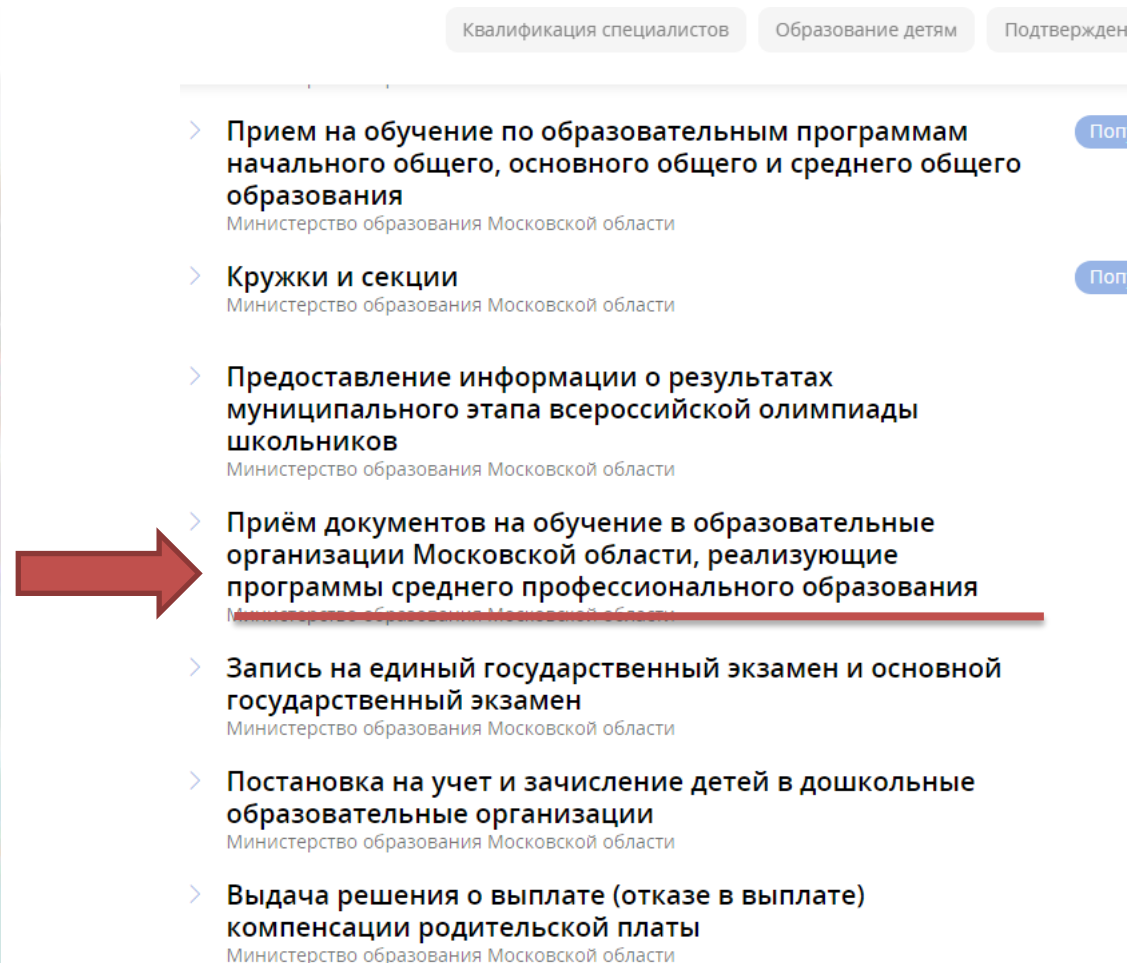 Квалификация специалистов
Образование детям
Прием на обучение по образовательным программам
начального общего, основного общего и среднего общего
образования
Министерство образования Московской области
Кружки и секции
Министерство образования Московской области
Предоставление информации о результатах
муниципального этапа всероссийской олимпиады
школьников
Министерство образования Московской области
Приём документов на обучение в образовательные
организации Московской области, реализующие
программы среднего профессионального образования
Министерство образования Московской области
Запись на единый государственный экзамен и основной
государственный экзамен
Министерство образования Московской области
Постановка на учет и зачисление детей в дошкольные
образовательные организации
Министерство образования Московской области
Выдача решения о выплате (отказе в выплате)
компенсации родительской платы
Министерство образования Московской области